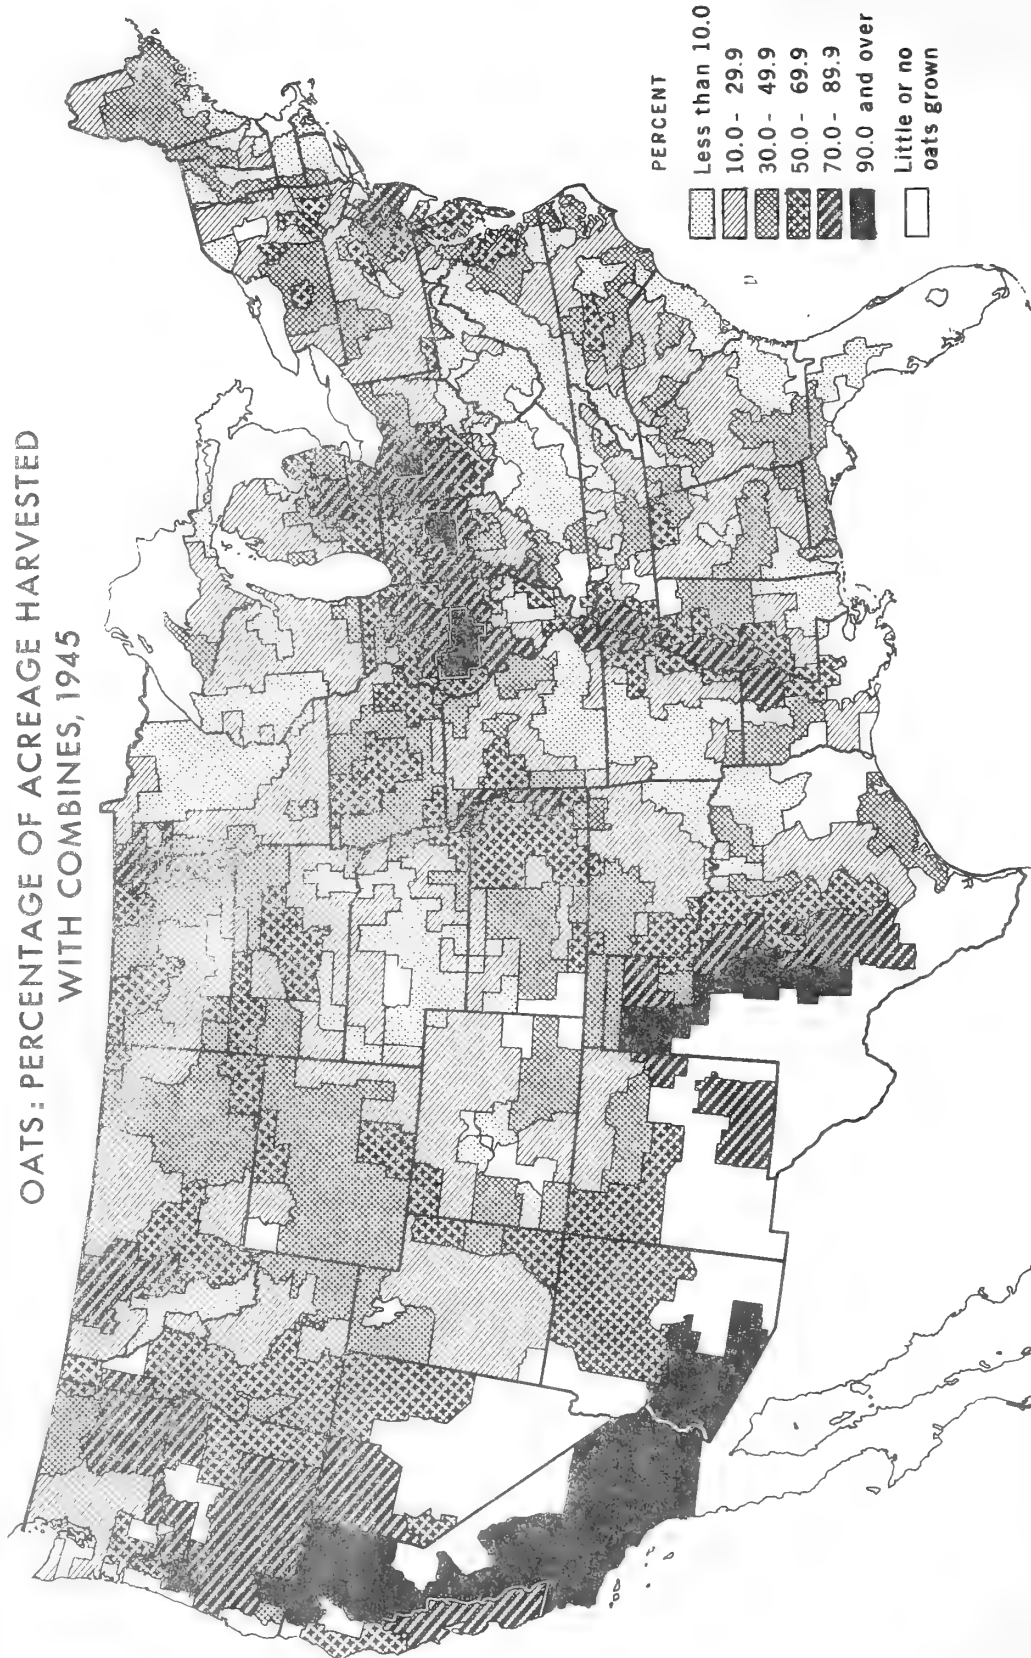 OATS: PERCENTAGE OF ACREAGE HARVESTED
WITH COMBINES, 1945
PERCENT
Less than 10.0
10.0 - 29.9
30.0 - 49.9
50.0 - 69.9
70.0 - 89.9
90.0 and over
Little or no
oats grown